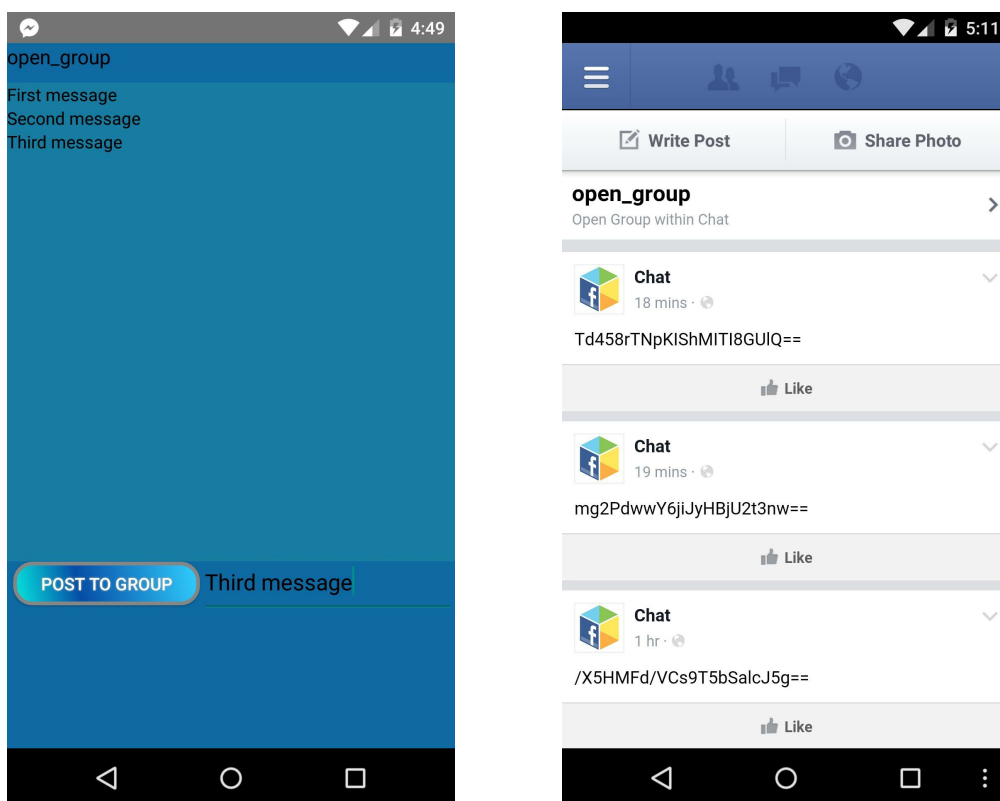 4:49
open_group
First message
Second message
Third message
POST TO GROUP
Third message
5:11
Write Post
Share Photo
open_group
Open Group within Chat
Chat
18 mins ·
Td458rTNpKIShMITI8GUlQ==
Like
Chat
19 mins ·
mg2PdwwY6jiJyHBjU2t3nw==
Like
Chat
1 hr ·
/X5HMFd/VCs9T5bSalcJ5g==
Like